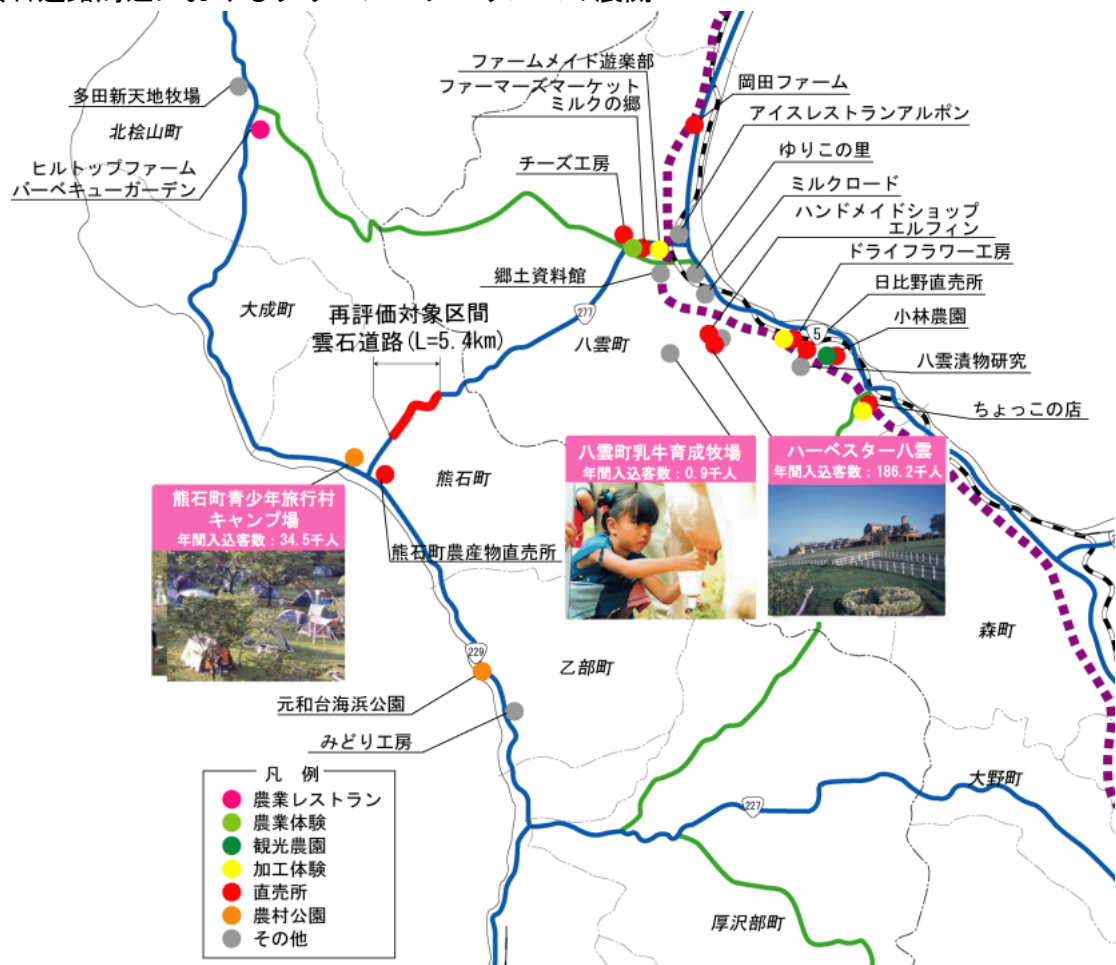 ファームメイド遊楽部
ファーマーズマーケット
ミルクの郷
岡田ファーム
アイスレストランアルポン
多田新天地牧場
北桧山町
ゆりこの里
チーズ工房
ミルクロード
ヒルトップファーム
バーベキューガーデン
ハンドメイドショップ
エルフィン
ドライフラワー工房
郷土資料館
日比野直売所
大成町
再評価対象区間
雲石道路(L=5.4km)
277
八雲町
5
小林農園
八雲漬物研究
ちょっこの店
熊石町
八雲町乳牛育成牧場
年間入込客数:0.9千人
ハーベスター八雲
年間入込客数:186.2千人
熊石町青少年旅行村
キャンプ場
年間入込客数:34.5千人
熊石町農産物直売所
森町
229
乙部町
元和台海浜公園
みどり工房
大野町
227
厚沢部町
凡 例
農業レストラン
農業体験
観光農園
加工体験
直売所
農村公園
その他